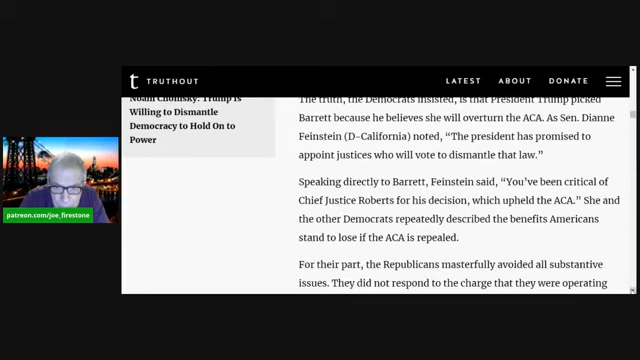 t TRUTHOUT
LATEST ABOUT DONATE
Noam Chomsky: Trump Is
Willing to Dismantle
Democracy to Hold On to
Power
The truth, the Democrats insisted, is that President Trump picked
Barrett because he believes she will overturn the ACA. As Sen. Dianne
Feinstein (D-California) noted, “The president has promised to
appoint justices who will vote to dismantle that law.”
Speaking directly to Barrett, Feinstein said, “You’ve been critical of
Chief Justice Roberts for his decision, which upheld the ACA.” She and
the other Democrats repeatedly described the benefits Americans
stand to lose if the ACA is repealed.
For their part, the Republicans masterfully avoided all substantive
issues. They did not respond to the charge that they were operating
patreon.com/joe_firestone